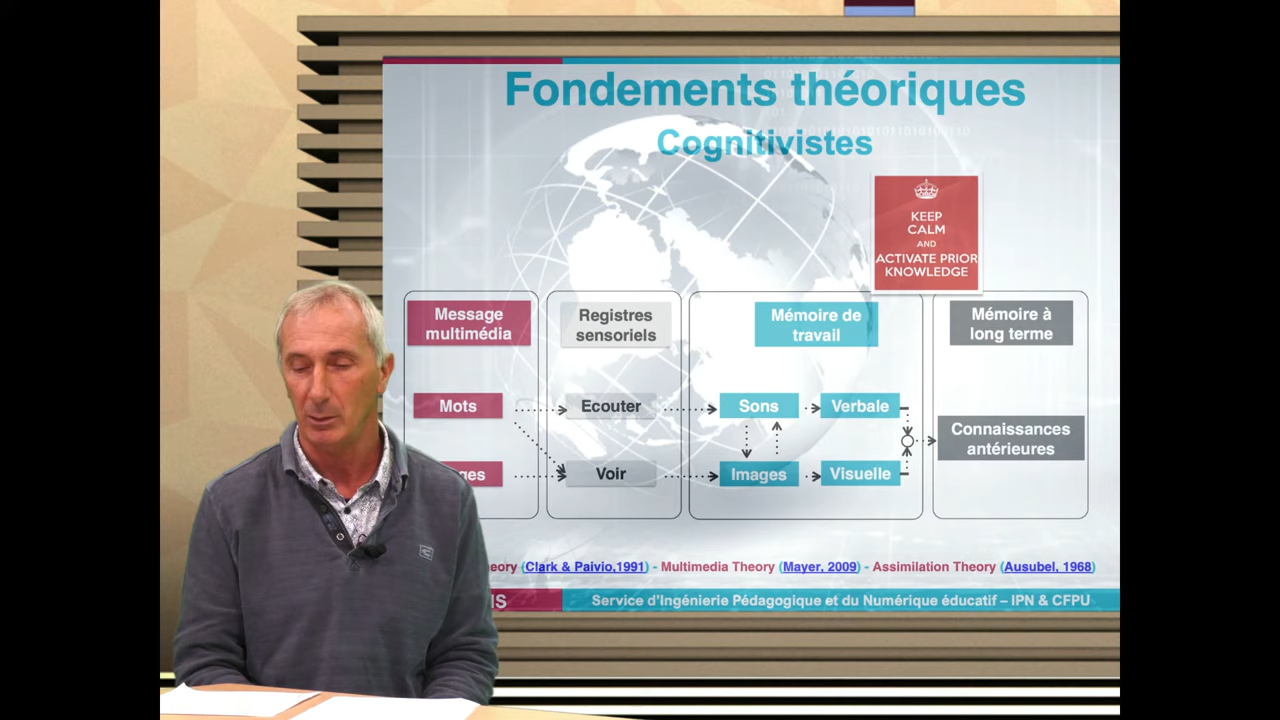 Fondements théoriques
Cognitivistes
KEEP
CALM
AND
ACTIVATE PRIOR
KNOWLEDGE
Message
multimédia
Registres
sensoriels
Mémoire de
travail
Mémoire à
long terme
Mots
Ecouter
Sons
Verbale
Connaissances
antérieures
Voir
Images
Visuelle
(Clark & Paivio,1991) - Multimedia Theory (Mayer, 2009) - Assimilation Theory (Ausubel, 1968)
Service d'Ingénierie Pédagogique et du Numérique éducatif – IPN & CFPU